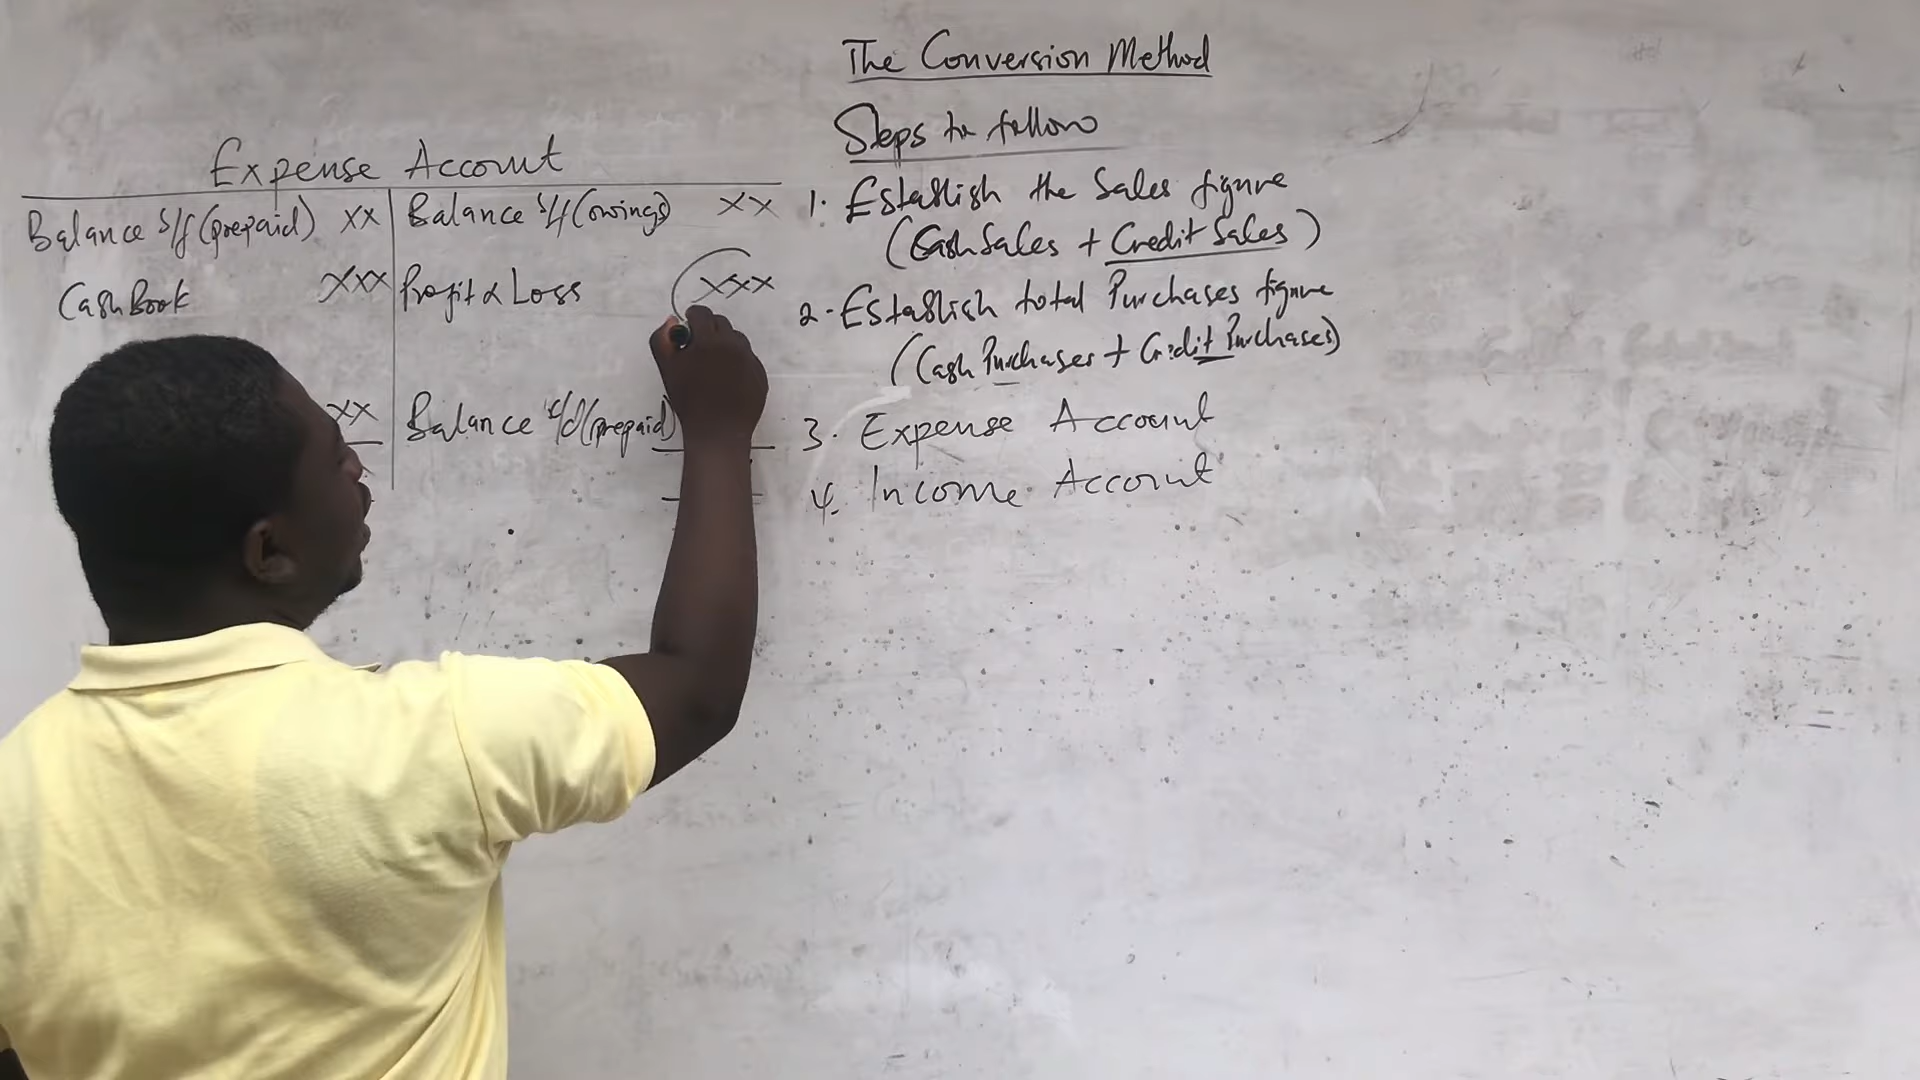 The Conversion Method
Steps to follow
1. Establish the Sales figure
(Cash Sales + Credit Sales)
2. Establish total Purchases figure
(Cash Purchases + Credit Purchases)
3. Expense Account
4. Income Account
Expense Account
Balance b/f (prepaid) xx Balance b/f (owings) xx
Cash Book xxx Profit & Loss xxx
xx Balance c/d (prepaid)